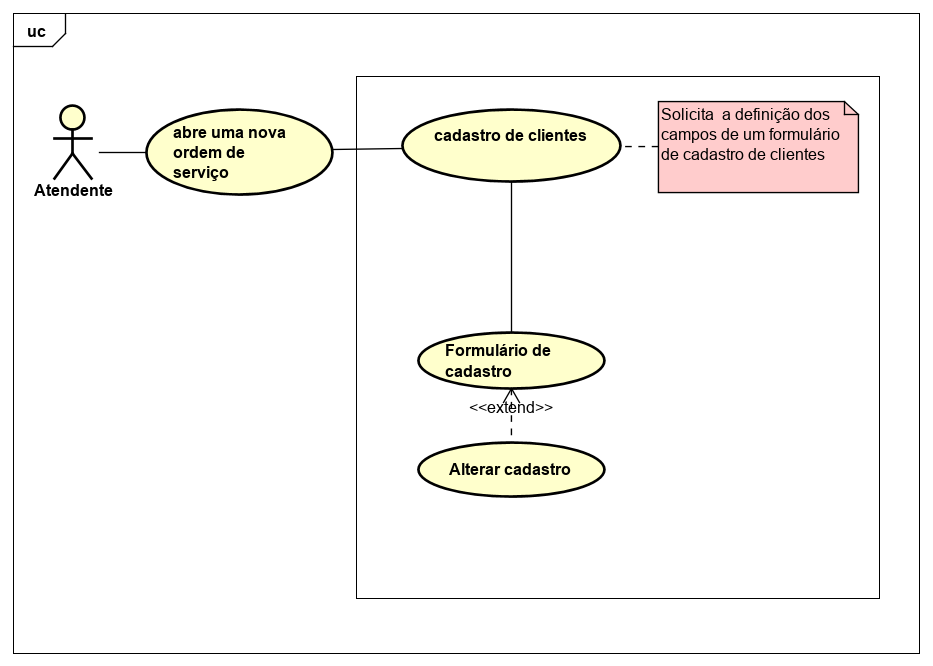 uc
Atendente
abre uma nova
ordem de
serviço
cadastro de clientes
Solicita  a definição dos
campos de um formulário
de cadastro de clientes
Formulário de
cadastro
<<extend>>
Alterar cadastro